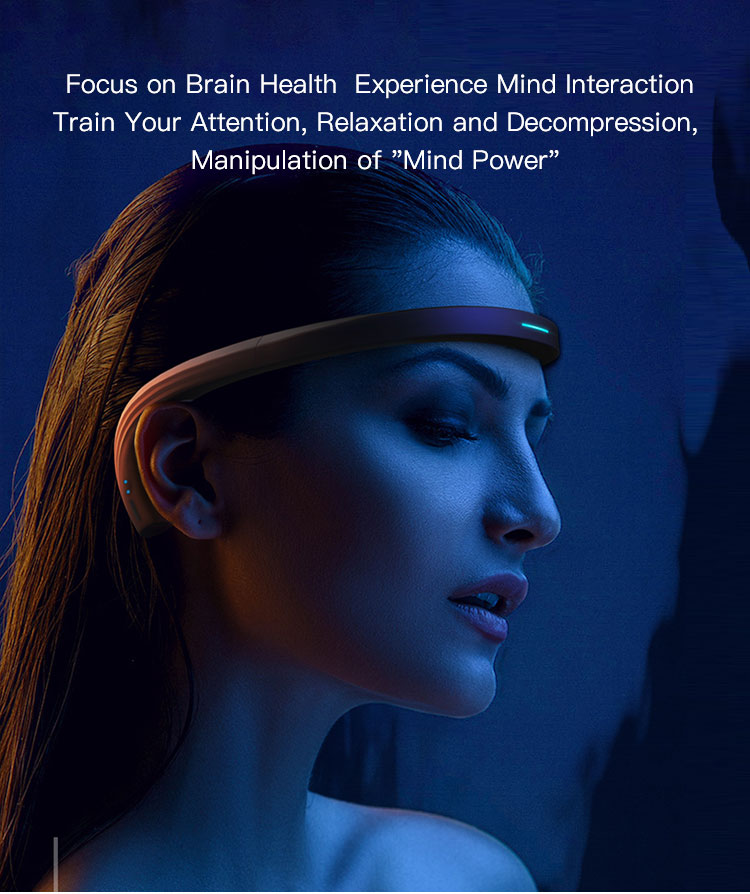 Focus on Brain Health  Experience Mind Interaction
Train Your Attention, Relaxation and Decompression,
Manipulation of ”Mind Power”